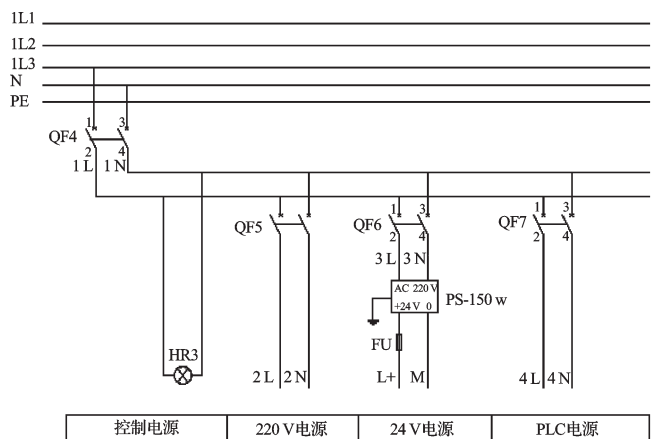 1L1
1L2
1L3
N
PE
1 3
QF4
2 4
1 L 1 N
1 3 1 3
QF5 QF6 QF7
2 4 2 4
3 L 3 N
AC 220 V
+24 V 0
PS-150 w
FU
HR3
2 L 2 N L+ M 4 L 4 N
控制电源 220 V电源 24 V电源 PLC电源